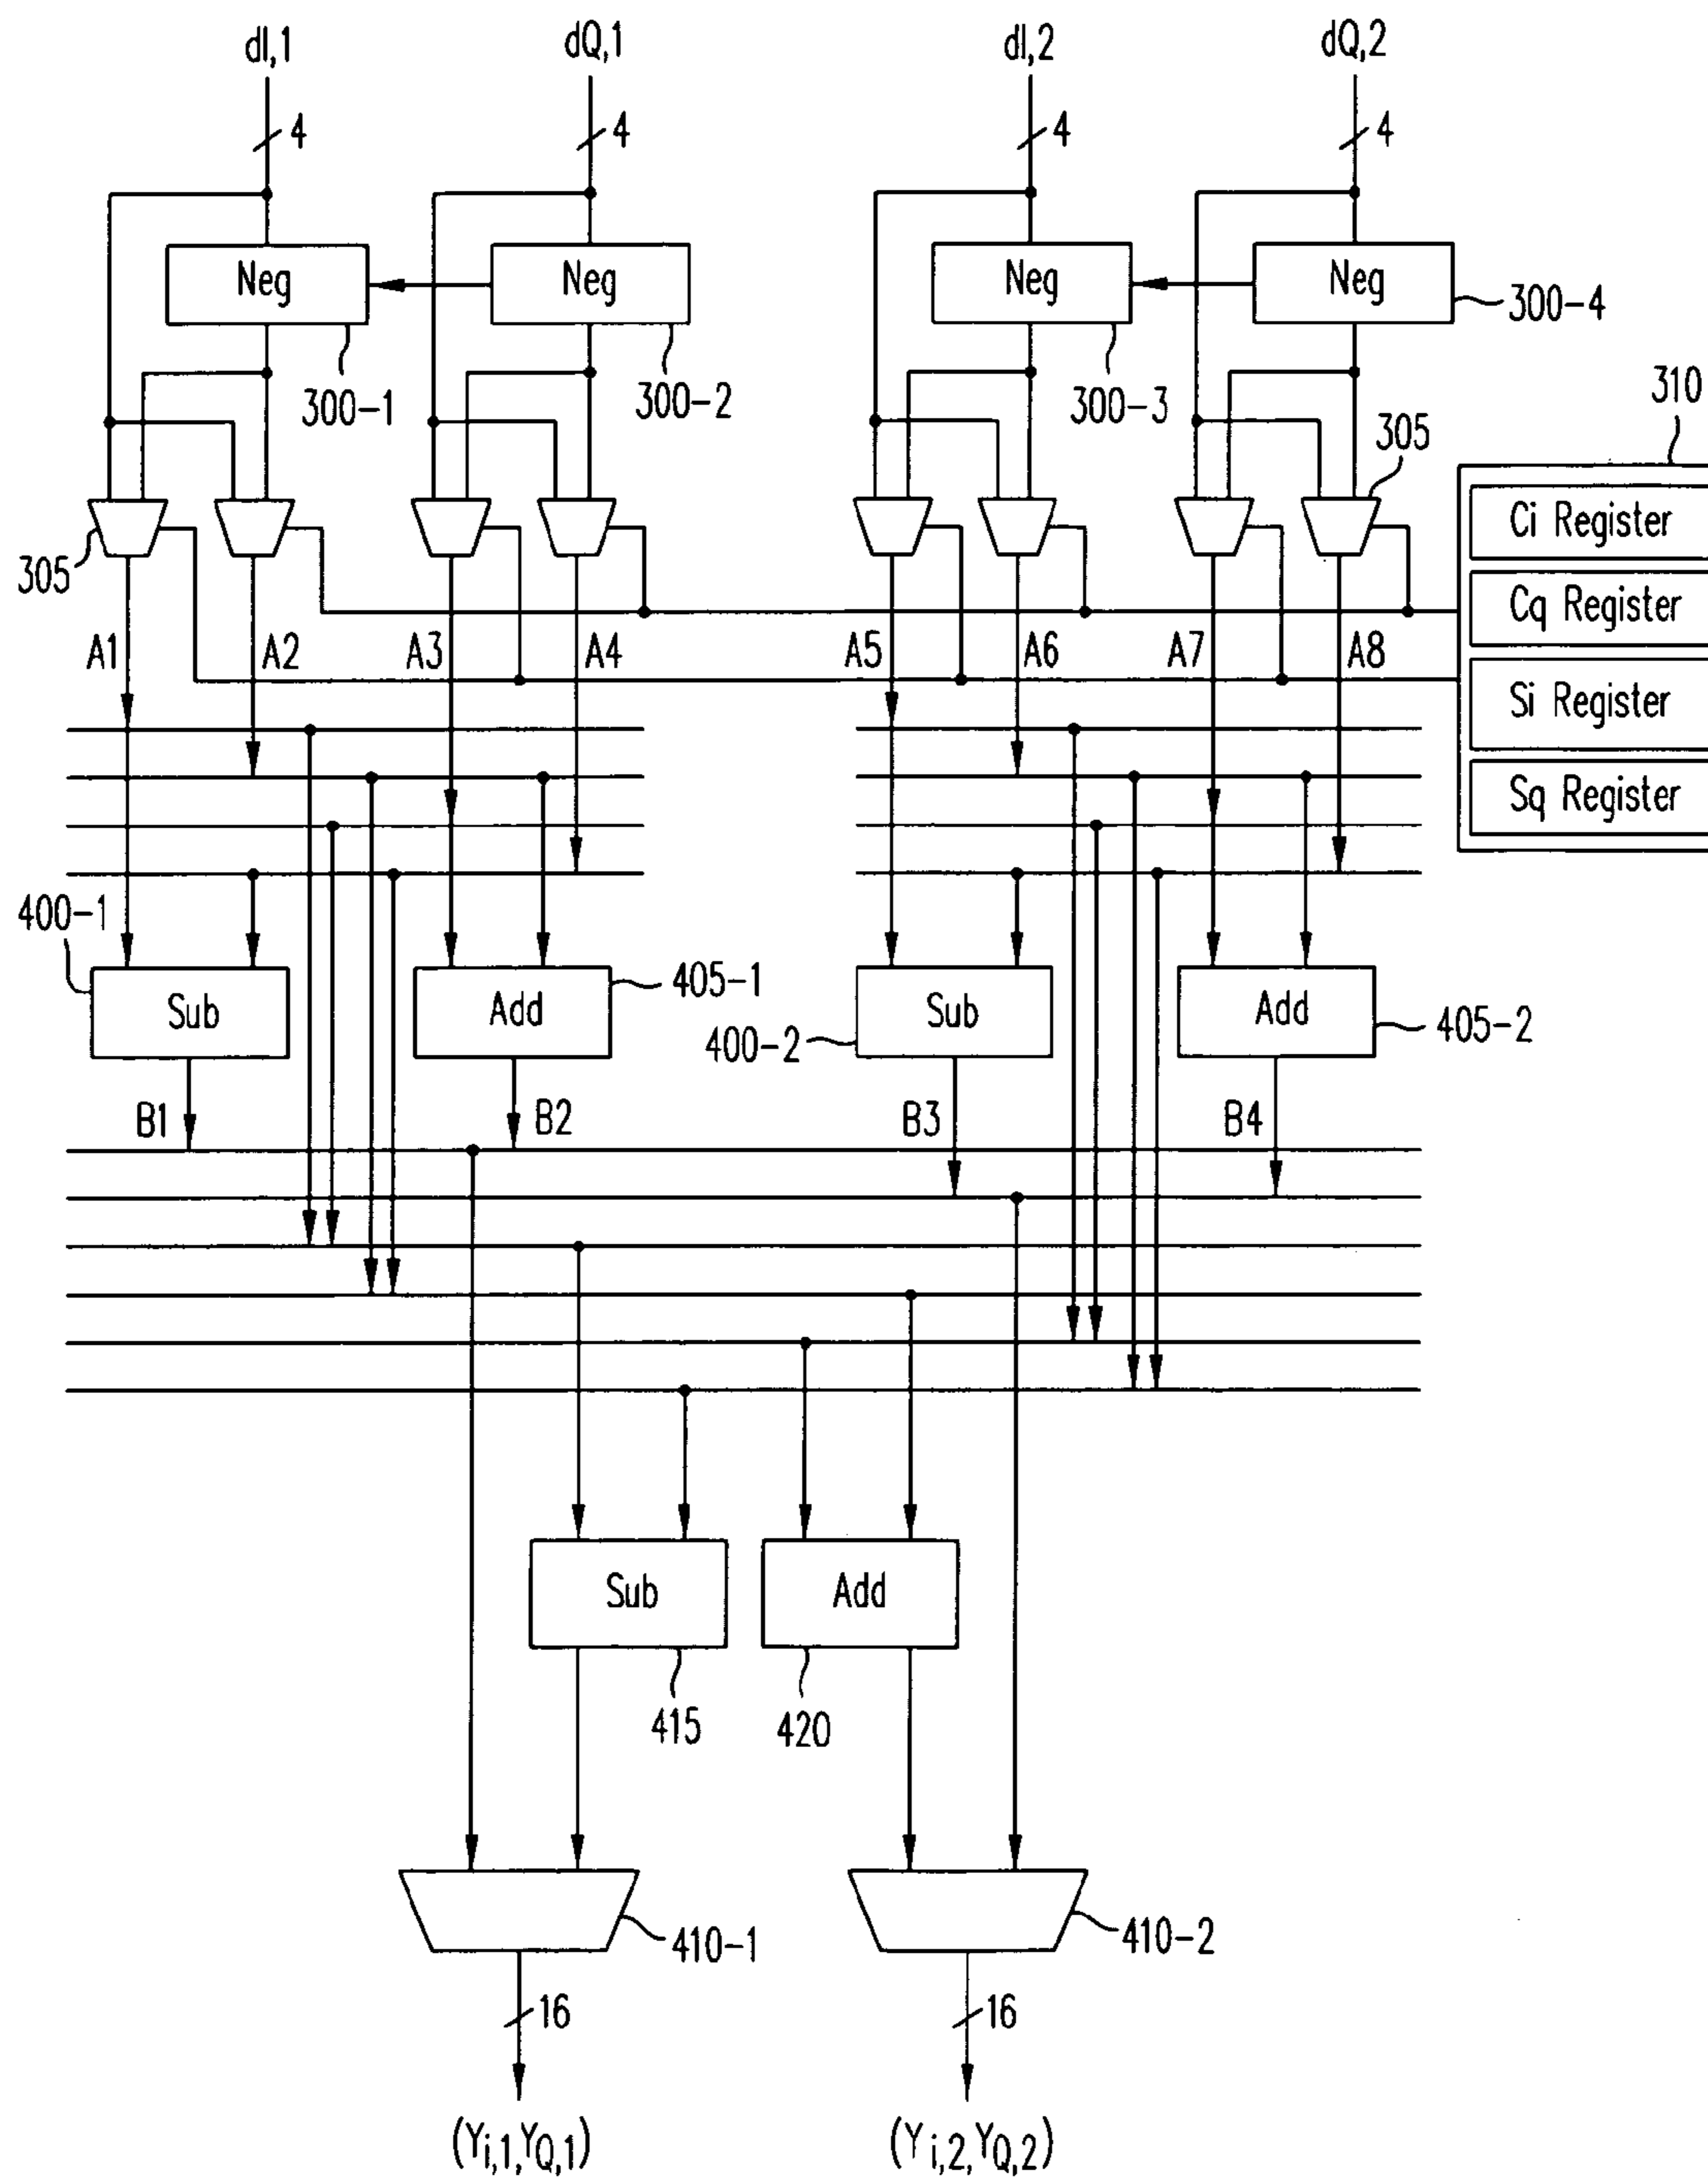 dI,1 dQ,1 dI,2 dQ,2
4 4 4 4
Neg Neg Neg Neg
300-4
300-1 300-2 300-3
310
305
Ci Register
305
Cq Register
A1 A2 A3 A4 A5 A6 A7 A8
Si Register
Sq Register
400-1
Sub Add 405-1 Sub Add 405-2
400-2
B1 B2 B3 B4
Sub Add
415 420
410-1 410-2
16 16
(Yi,1,YQ,1) (Yi,2,YQ,2)